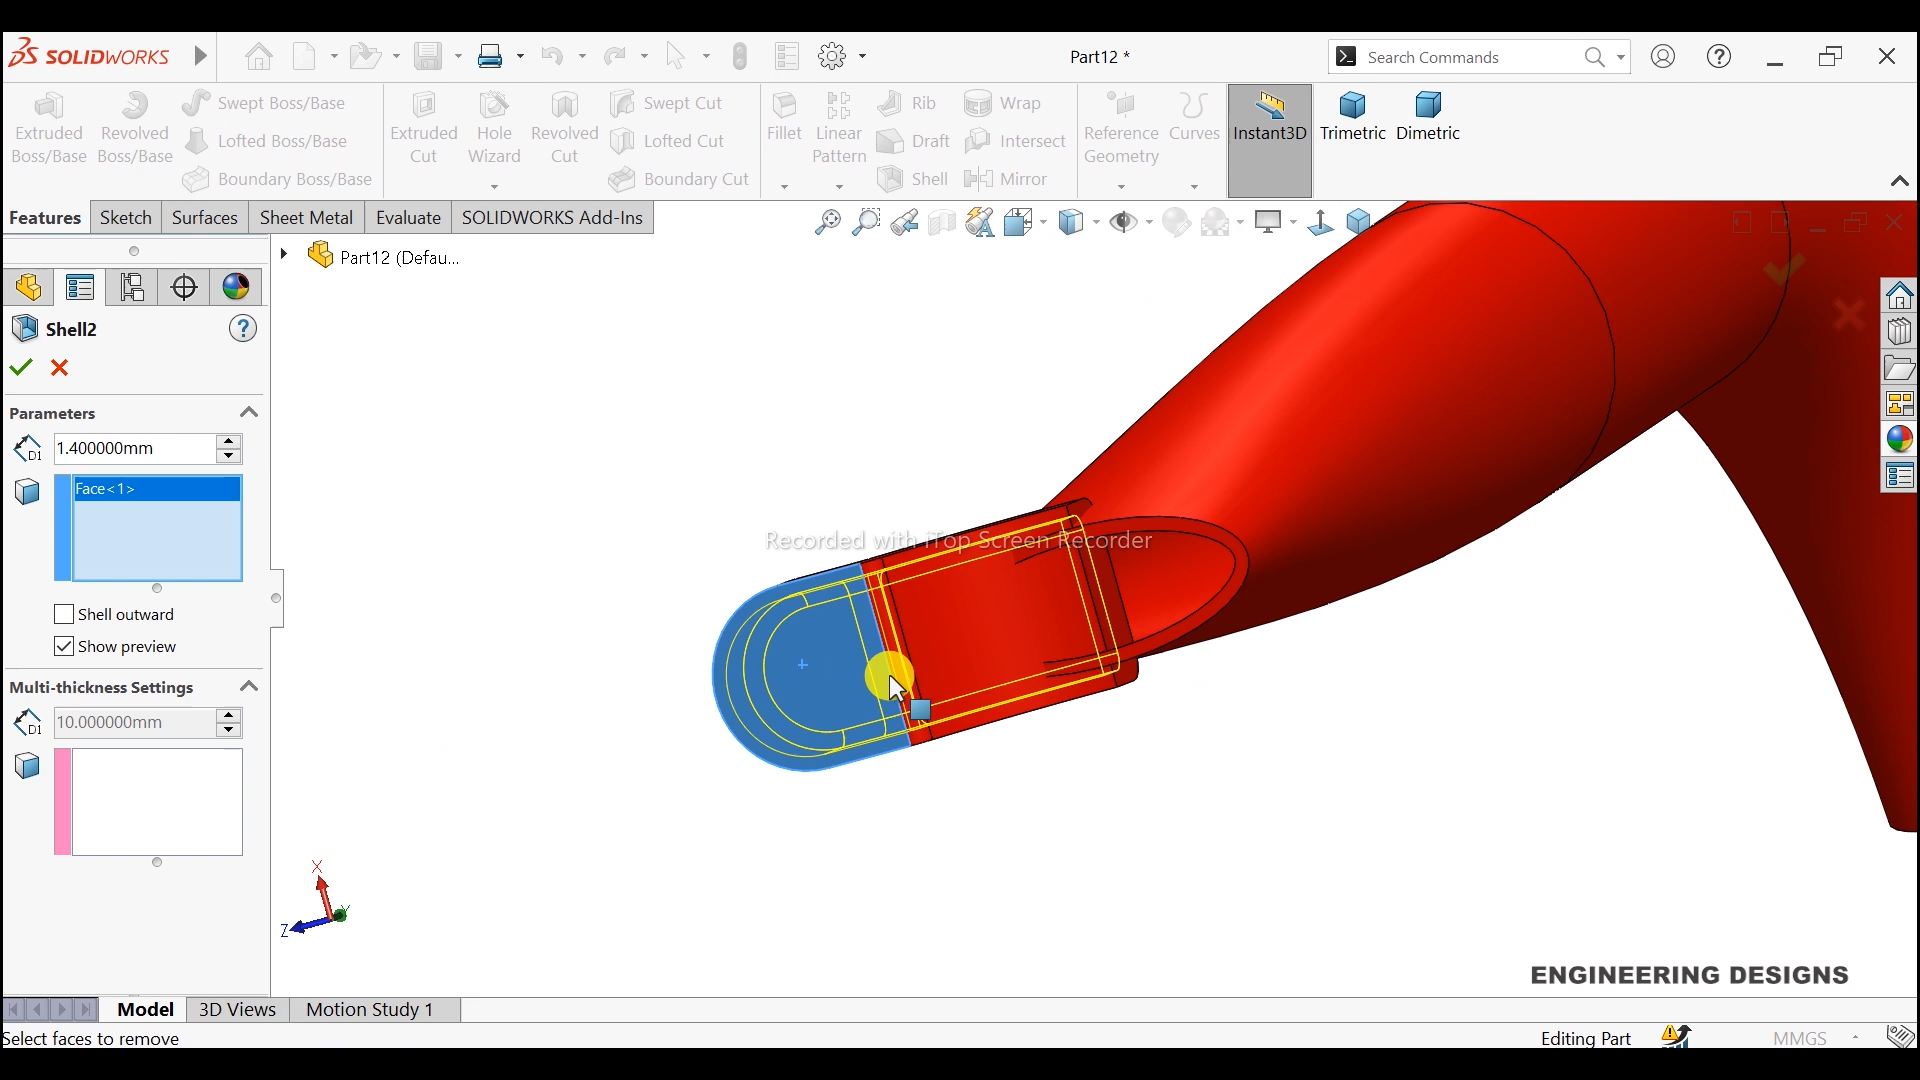 SOLIDWORKS
Part12 *
Search Commands
Extruded Boss/Base
Revolved Boss/Base
Swept Boss/Base
Lofted Boss/Base
Boundary Boss/Base
Extruded Cut
Hole Wizard
Revolved Cut
Swept Cut
Lofted Cut
Boundary Cut
Fillet
Linear Pattern
Rib
Draft
Shell
Wrap
Intersect
Mirror
Reference Geometry
Curves
Instant3D
Trimetric
Dimetric
Features
Sketch
Surfaces
Sheet Metal
Evaluate
SOLIDWORKS Add-Ins
Part12 (Defau...
Shell2
Parameters
D1
1.400000mm
Face<1>
Shell outward
Show preview
Multi-thickness Settings
D1
10.000000mm
Recorded with iTop Screen Recorder
X
Y
Z
ENGINEERING DESIGNS
Model
3D Views
Motion Study 1
Select faces to remove
Editing Part
MMGS